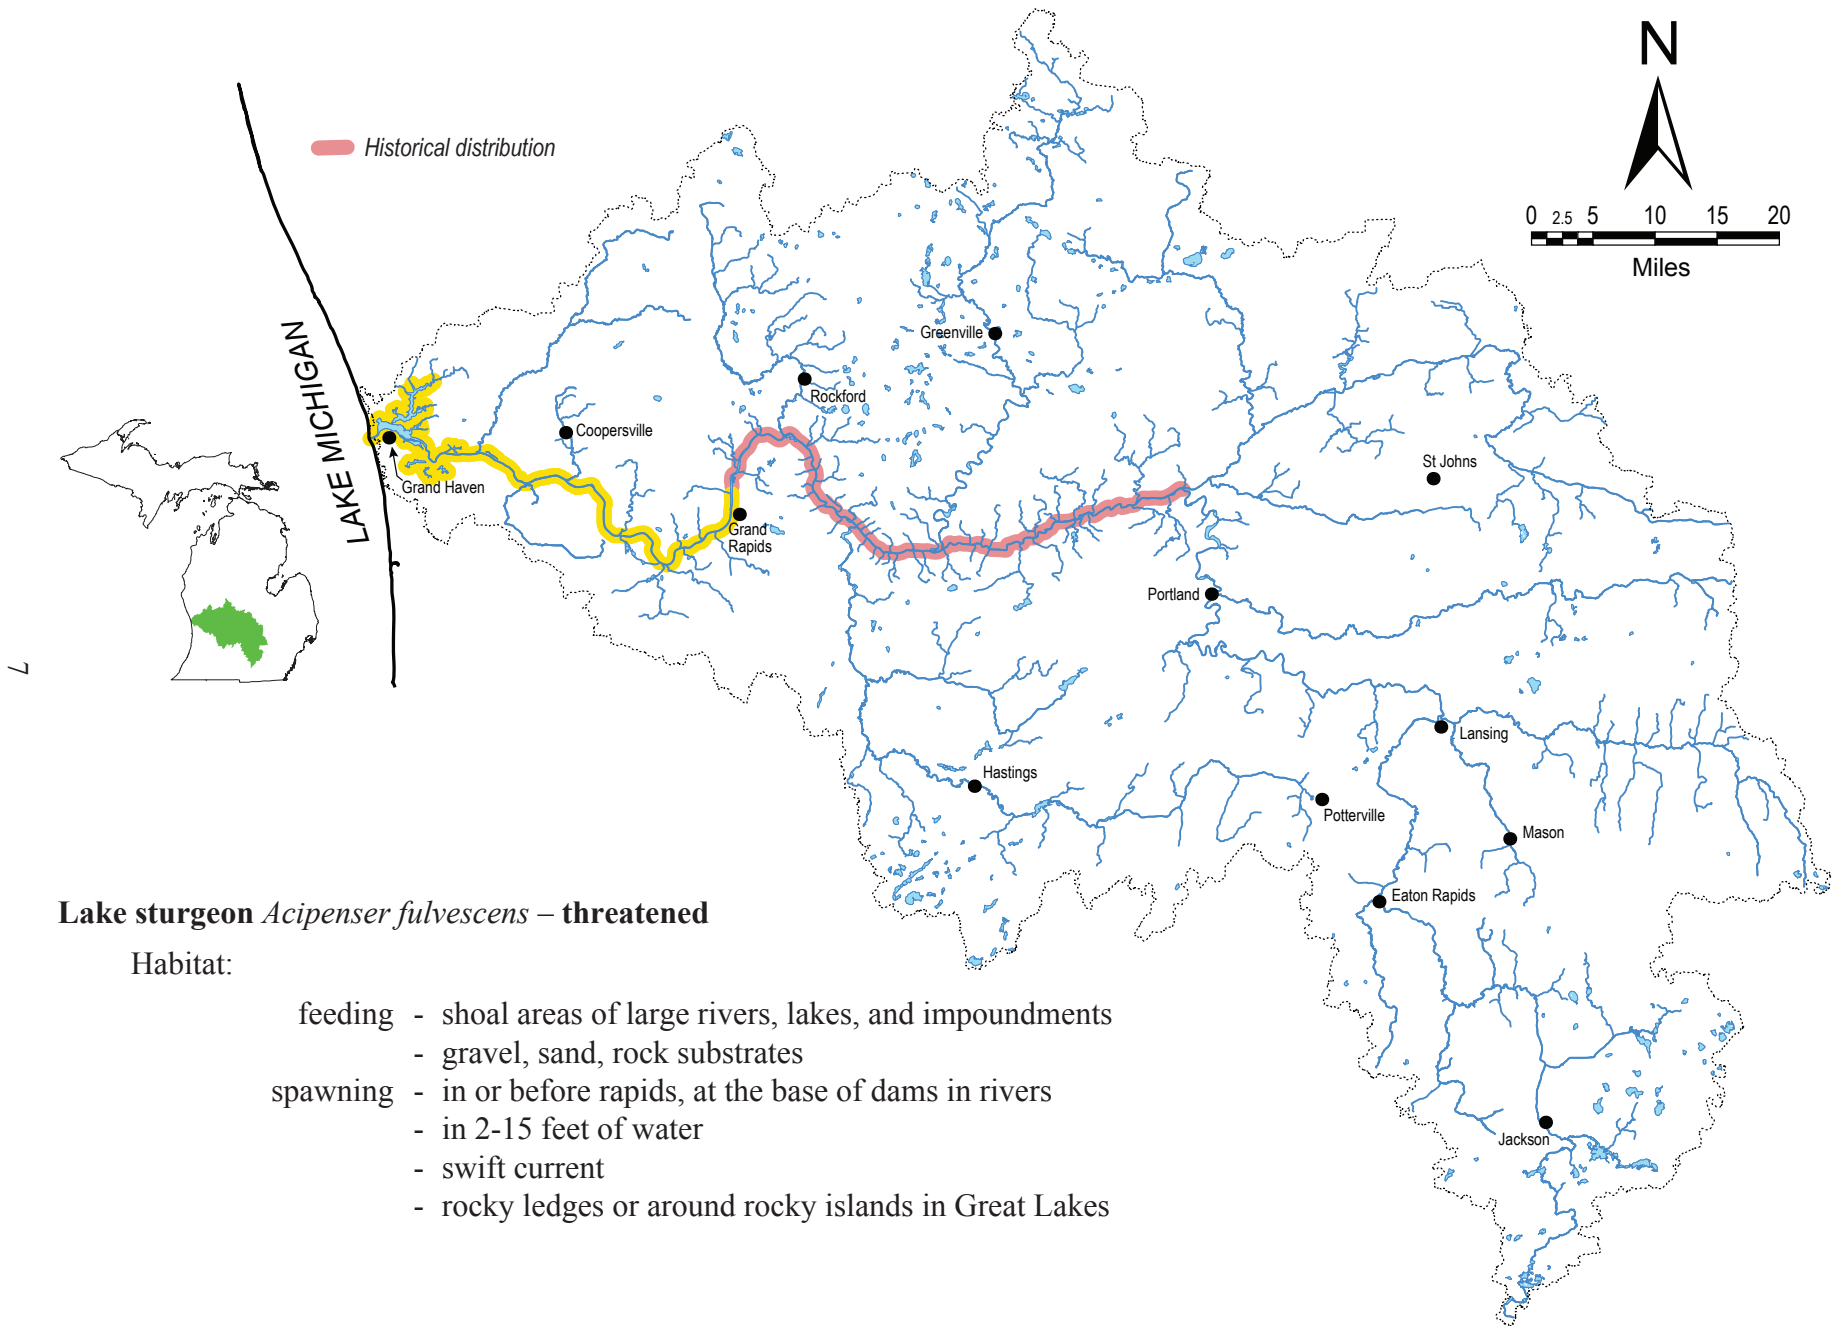 N
0 2.5 5 10 15 20
Miles
Historical distribution
LAKE MICHIGAN
Greenville
Rockford
Coopersville
Grand Haven
St Johns
Grand
Rapids
Portland
Lansing
Hastings
Potterville
Mason
Eaton Rapids
Jackson
7
Lake sturgeon Acipenser fulvescens – threatened
Habitat:
feeding - shoal areas of large rivers, lakes, and impoundments
- gravel, sand, rock substrates
spawning - in or before rapids, at the base of dams in rivers
- in 2-15 feet of water
- swift current
- rocky ledges or around rocky islands in Great Lakes